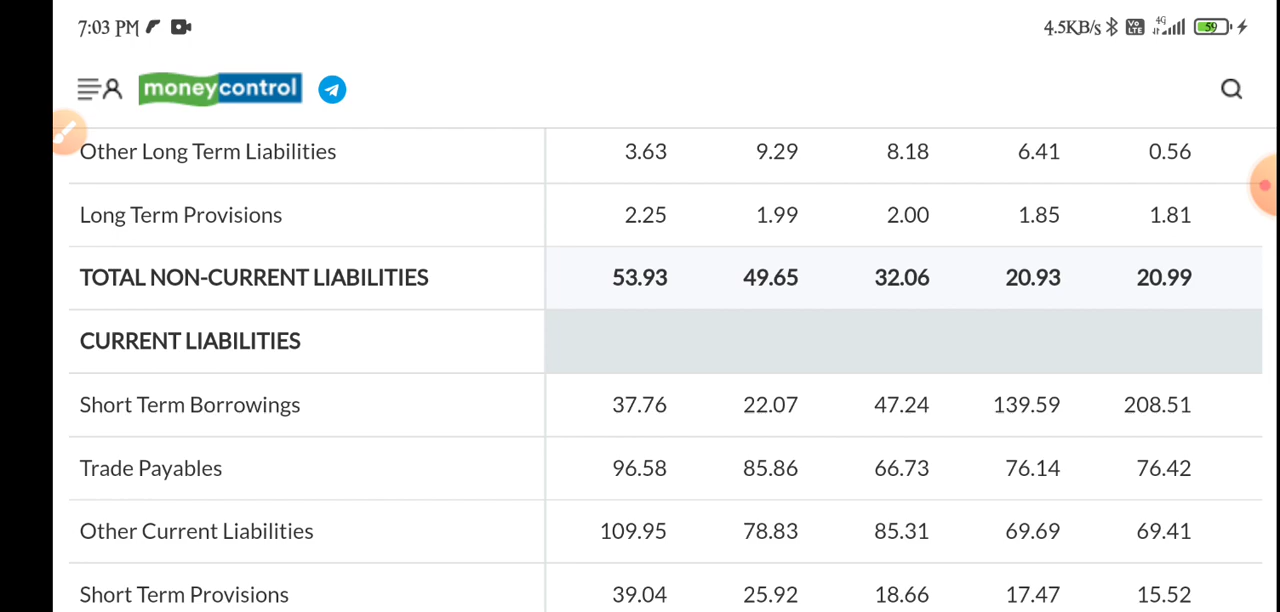 7:03 PM 4.5KB/s Vo LTE 4G 59
moneycontrol
Other Long Term Liabilities 3.63 9.29 8.18 6.41 0.56
Long Term Provisions 2.25 1.99 2.00 1.85 1.81
TOTAL NON-CURRENT LIABILITIES 53.93 49.65 32.06 20.93 20.99
CURRENT LIABILITIES
Short Term Borrowings 37.76 22.07 47.24 139.59 208.51
Trade Payables 96.58 85.86 66.73 76.14 76.42
Other Current Liabilities 109.95 78.83 85.31 69.69 69.41
Short Term Provisions 39.04 25.92 18.66 17.47 15.52